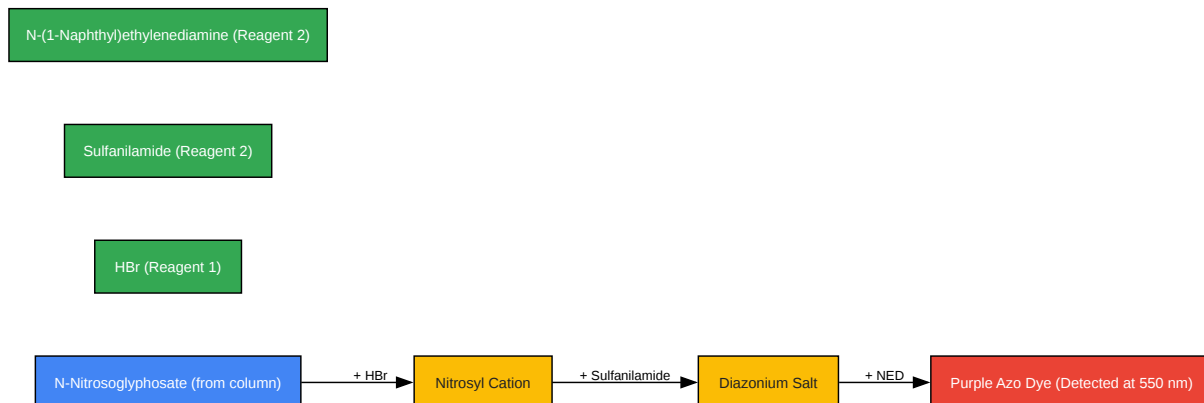 N-(1-Naphthyl)ethylenediamine (Reagent 2)
Sulfanilamide (Reagent 2)
HBr (Reagent 1)
N-Nitrosoglyphosate (from column)
+ HBr
Nitrosyl Cation
+ Sulfanilamide
Diazonium Salt
+ NED
Purple Azo Dye (Detected at 550 nm)